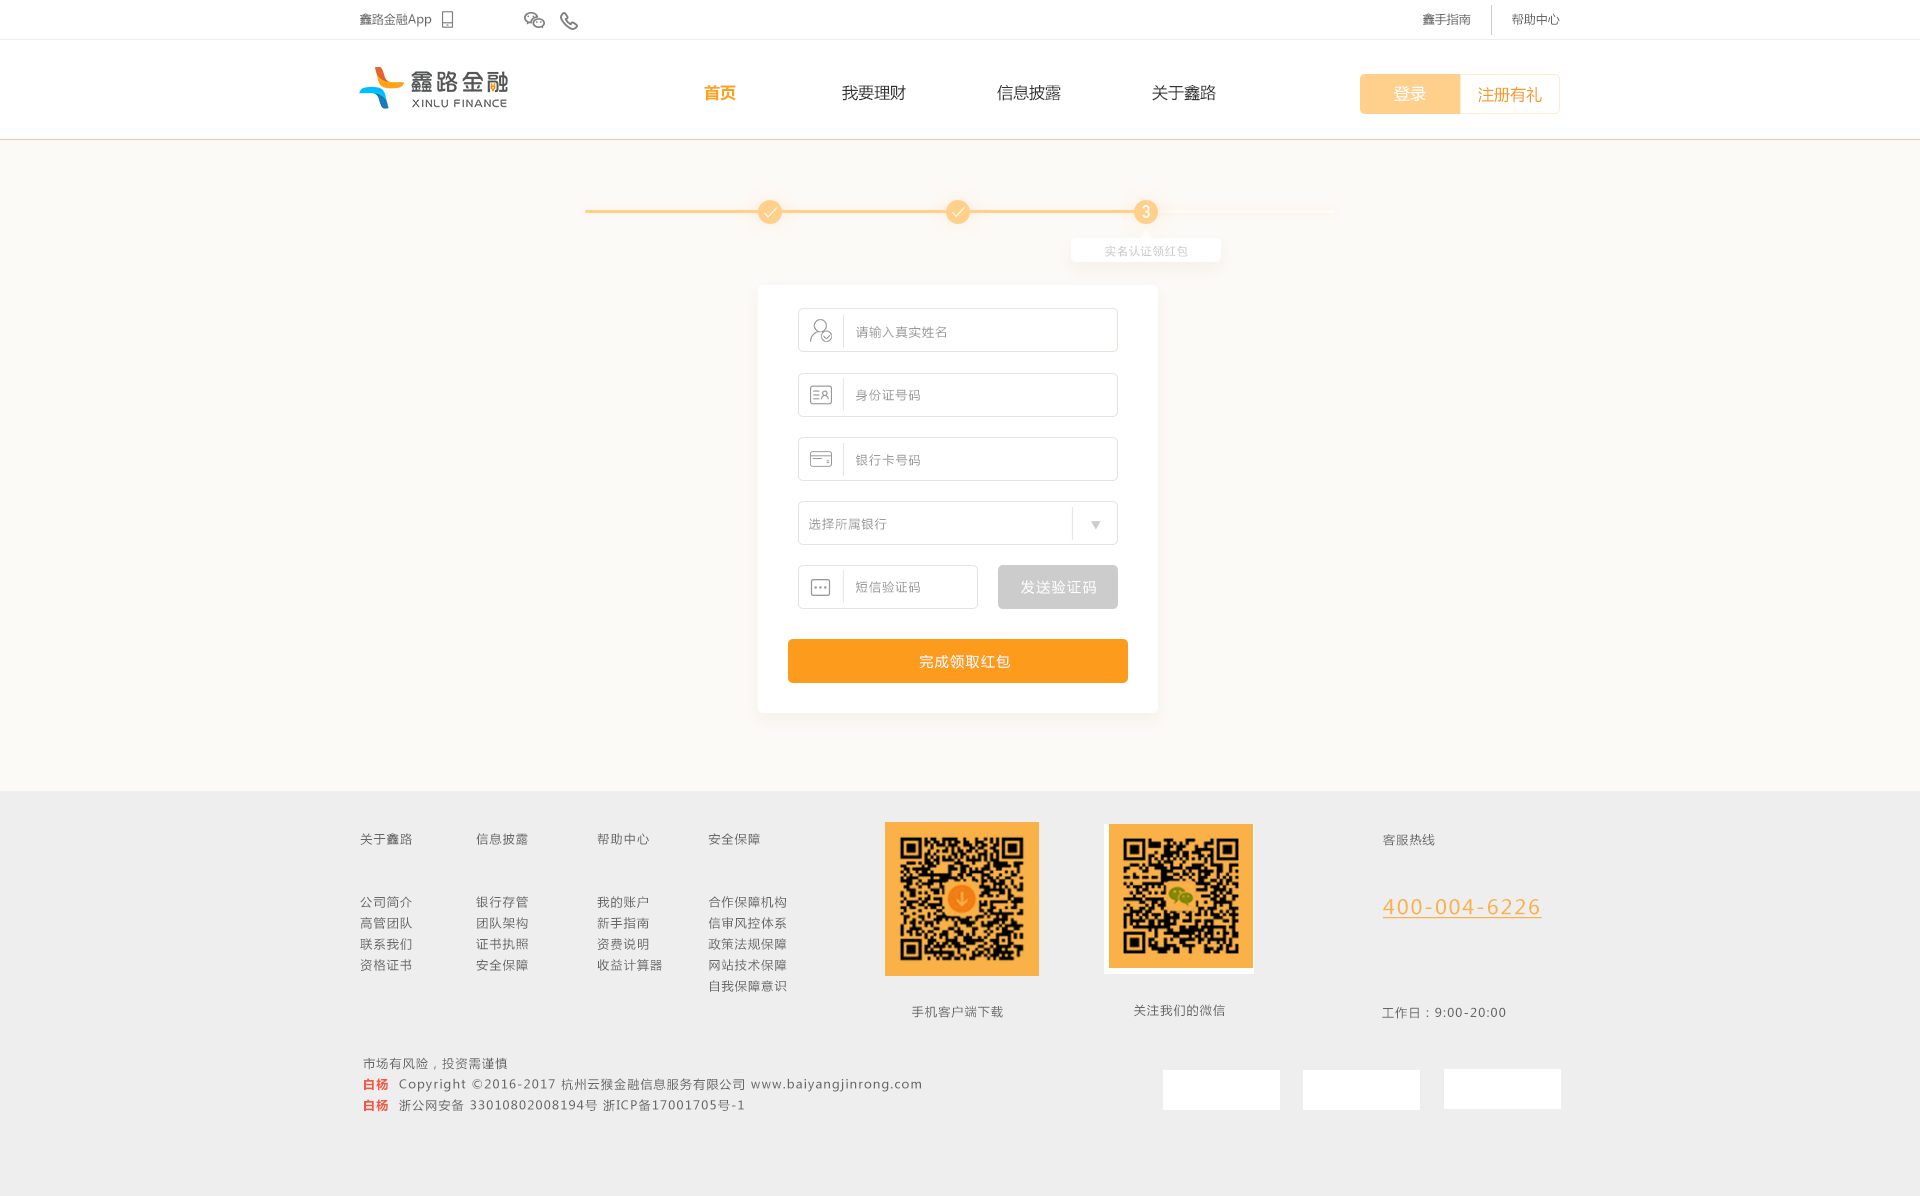 鑫路金融App
鑫手指南
帮助中心
鑫路金融
XINLU FINANCE
首页
我要理财
信息披露
关于鑫路
登录
注册有礼
3
实名认证领红包
请输入真实姓名
身份证号码
银行卡号码
选择所属银行
短信验证码
发送验证码
完成领取红包
关于鑫路
公司简介
高管团队
联系我们
资格证书
信息披露
银行存管
团队架构
证书执照
安全保障
帮助中心
我的账户
新手指南
资费说明
收益计算器
安全保障
合作保障机构
信审风控体系
政策法规保障
网站技术保障
自我保障意识
手机客户端下载
关注我们的微信
客服热线
400-004-6226
工作日：9:00-20:00
市场有风险，投资需谨慎
白杨 Copyright ©2016-2017 杭州云猴金融信息服务有限公司 www.baiyangjinrong.com
白杨 浙公网安备 33010802008194号 浙ICP备17001705号-1